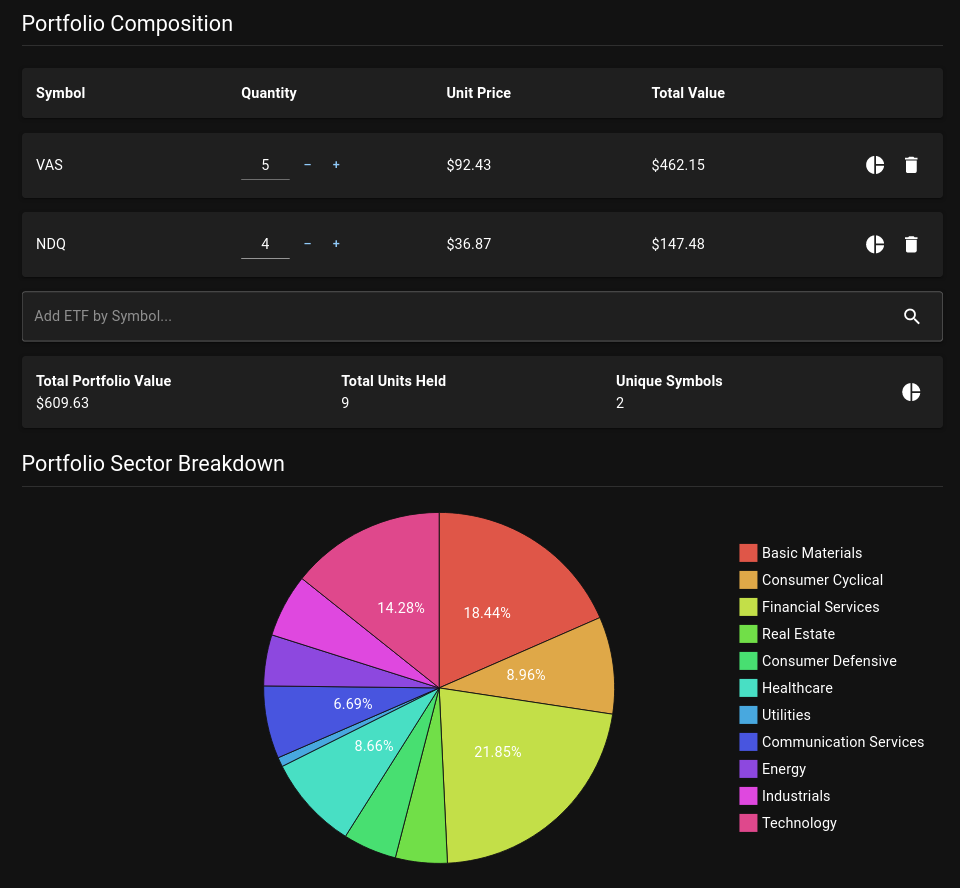 Portfolio Composition
Symbol Quantity Unit Price Total Value
VAS 5 − + $92.43 $462.15
NDQ 4 − + $36.87 $147.48
Add ETF by Symbol...
Total Portfolio Value Total Units Held Unique Symbols
$609.63 9 2
Portfolio Sector Breakdown
14.28% 18.44%
8.96%
6.69%
8.66% 21.85%
Basic Materials
Consumer Cyclical
Financial Services
Real Estate
Consumer Defensive
Healthcare
Utilities
Communication Services
Energy
Industrials
Technology